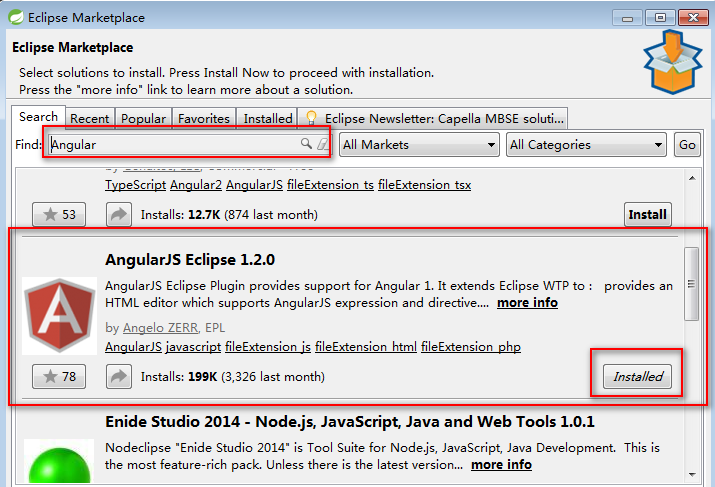 Eclipse Marketplace
Eclipse Marketplace
Select solutions to install. Press Install Now to proceed with installation.
Press the "more info" link to learn more about a solution.
Search Recent Popular Favorites Installed Eclipse Newsletter: Capella MBSE soluti...
Find: Angular All Markets All Categories Go
TypeScript Angular2 AngularJS fileExtension_ts fileExtension_tsx
53 Installs: 12.7K (874 last month) Install
AngularJS Eclipse 1.2.0
AngularJS Eclipse Plugin provides support for Angular 1. It extends Eclipse WTP to : provides an
HTML editor which supports AngularJS expression and directive.... more info
by Angelo ZERR, EPL
AngularJS javascript fileExtension_js fileExtension_html fileExtension_php
78 Installs: 199K (3,326 last month) Installed
Enide Studio 2014 - Node.js, JavaScript, Java and Web Tools 1.0.1
Nodeclipse "Enide Studio 2014" is Tool Suite for Node.js, JavaScript, Java Development. This is
the most feature-rich pack. Unless there is the latest version... more info